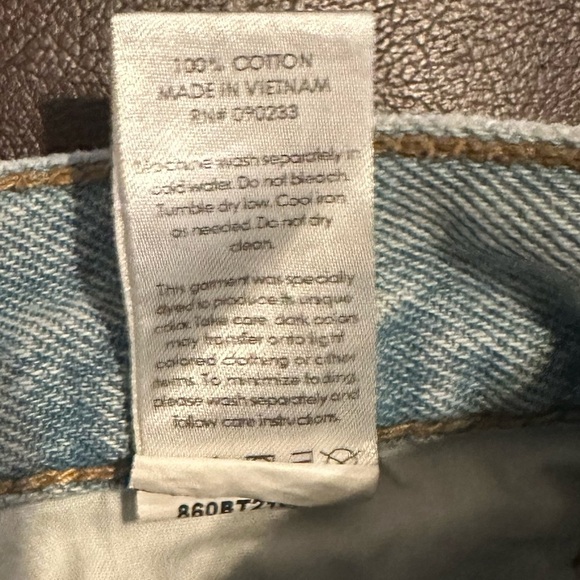 100% COTTON
MADE IN VIETNAM
RN# 090233
Machine wash separately in
cold water. Do not bleach.
Tumble dry low. Cool iron
as needed. Do not dry
clean.
This garment was specially
dyed to produce its unique
color. Take care, dark colors
may transfer onto light
colored clothing or other
items. To minimize fading,
please wash separately and
follow care instructions.
860BT21